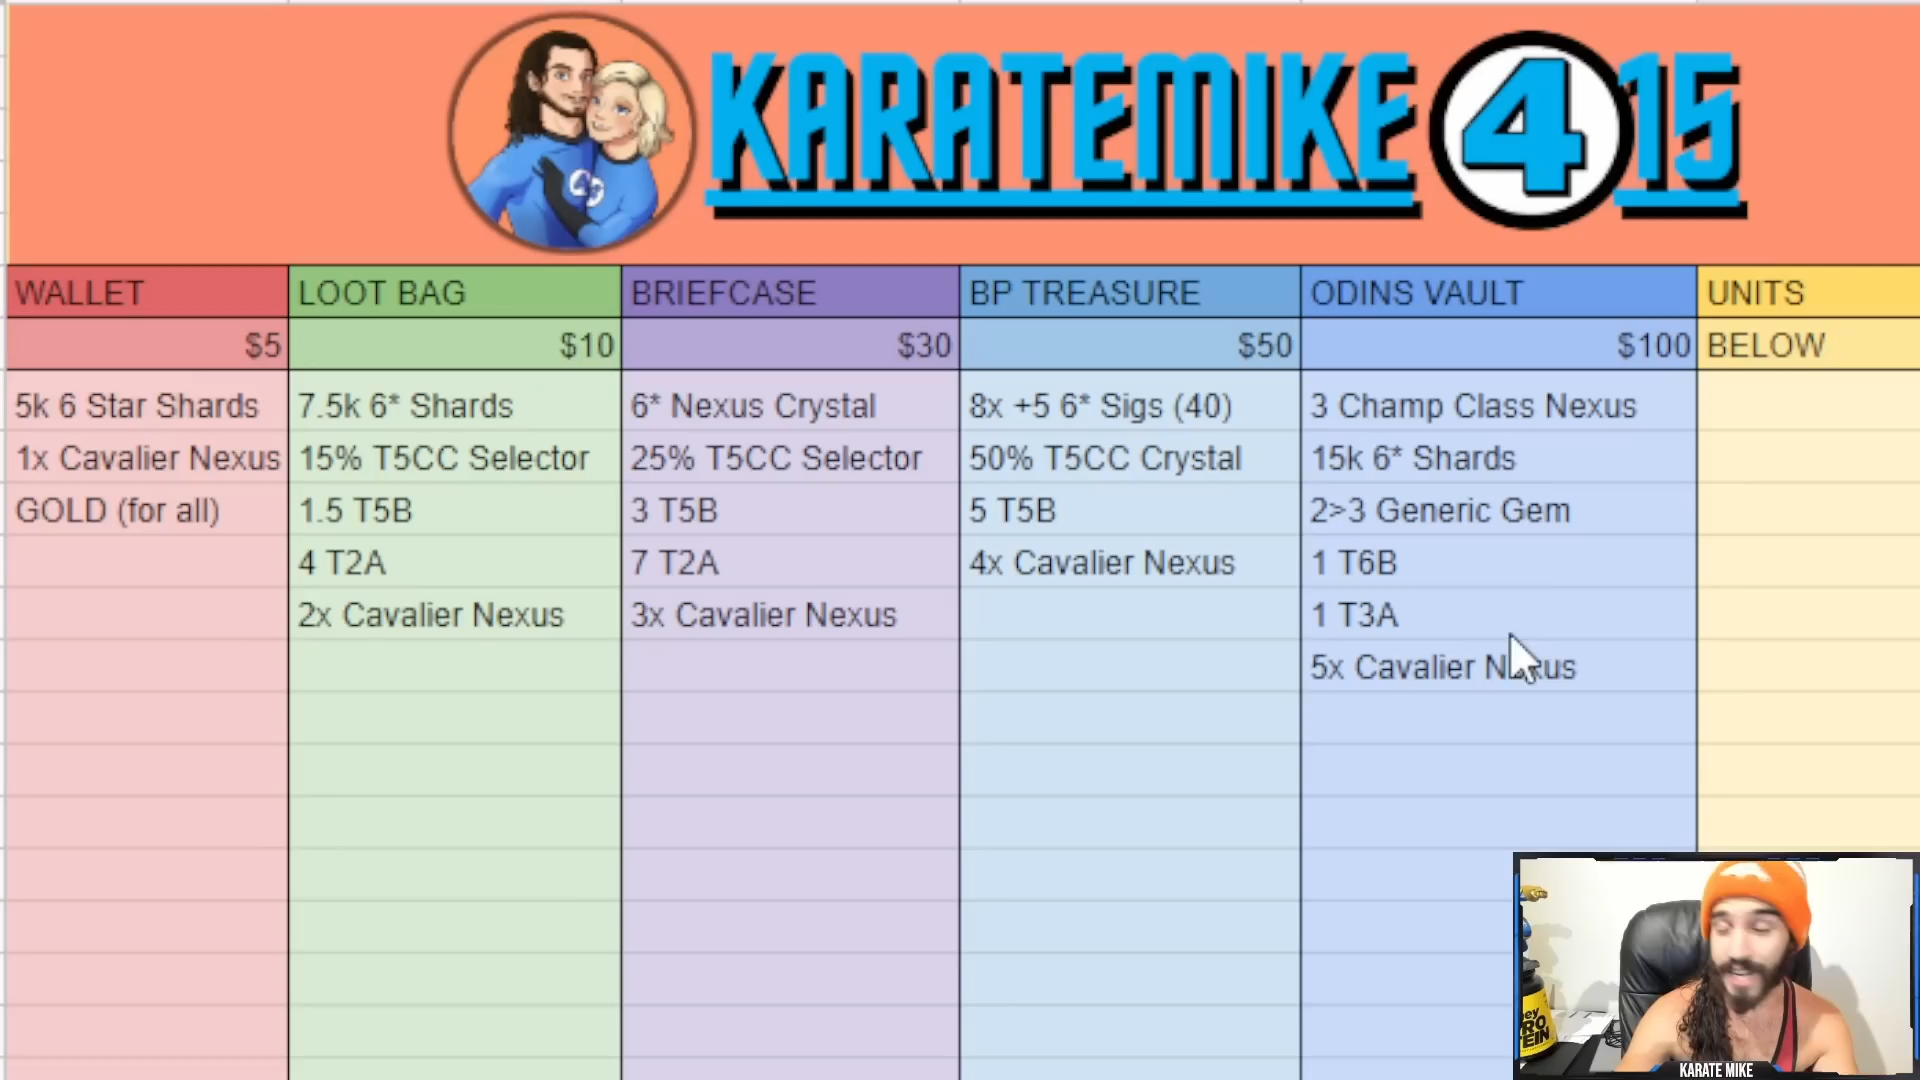 KARATEMIKE415
WALLET LOOT BAG BRIEFCASE BP TREASURE ODINS VAULT UNITS
$5 $10 $30 $50 $100 BELOW
5k 6 Star Shards 7.5k 6* Shards 6* Nexus Crystal 8x +5 6* Sigs (40) 3 Champ Class Nexus
1x Cavalier Nexus 15% T5CC Selector 25% T5CC Selector 50% T5CC Crystal 15k 6* Shards
GOLD (for all) 1.5 T5B 3 T5B 5 T5B 2>3 Generic Gem
4 T2A 7 T2A 4x Cavalier Nexus 1 T6B
2x Cavalier Nexus 3x Cavalier Nexus 1 T3A
5x Cavalier Nexus
KARATE MIKE